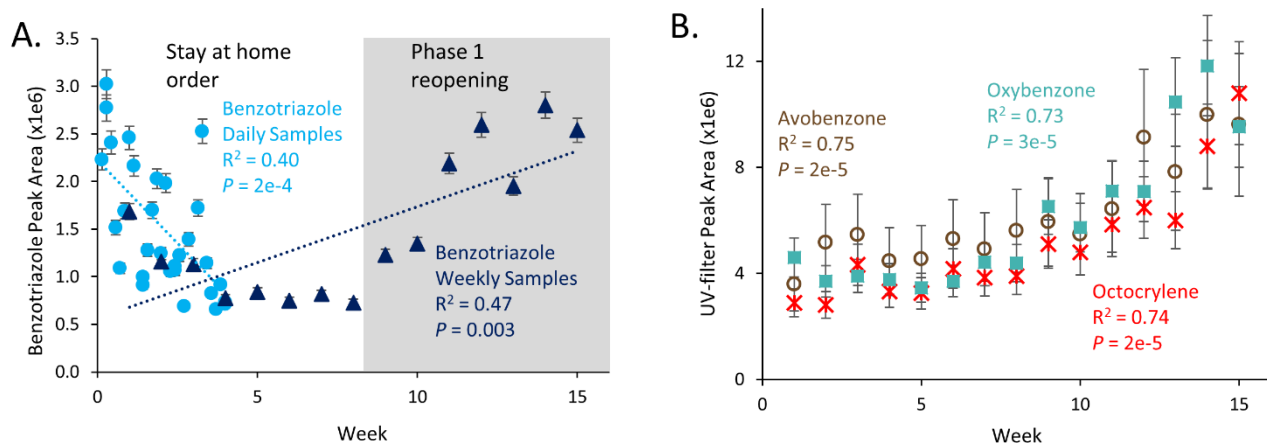 A.
Benzotriazole Peak Area (x1e6)
3.5
3.0
2.5
2.0
1.5
1.0
0.5
0.0
Stay at home
order
Phase 1
reopening
Benzotriazole
Daily Samples
R² = 0.40
P = 2e-4
Benzotriazole
Weekly Samples
R² = 0.47
P = 0.003
0
5
10
15
Week
B.
UV-filter Peak Area (x1e6)
12
8
4
0
Avobenzone
R² = 0.75
P = 2e-5
Oxybenzone
R² = 0.73
P = 3e-5
Octocrylene
R² = 0.74
P = 2e-5
0
5
10
15
Week